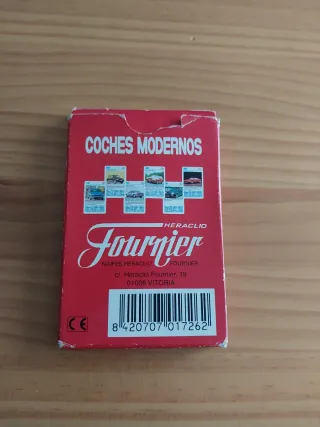 COCHES MODERNOS
HERACLIO
Fournier
NAIPES HERACLIO FOURNIER
c/. Heraclio Fournier, 19
01006 VITORIA
CE
8 420707 017262